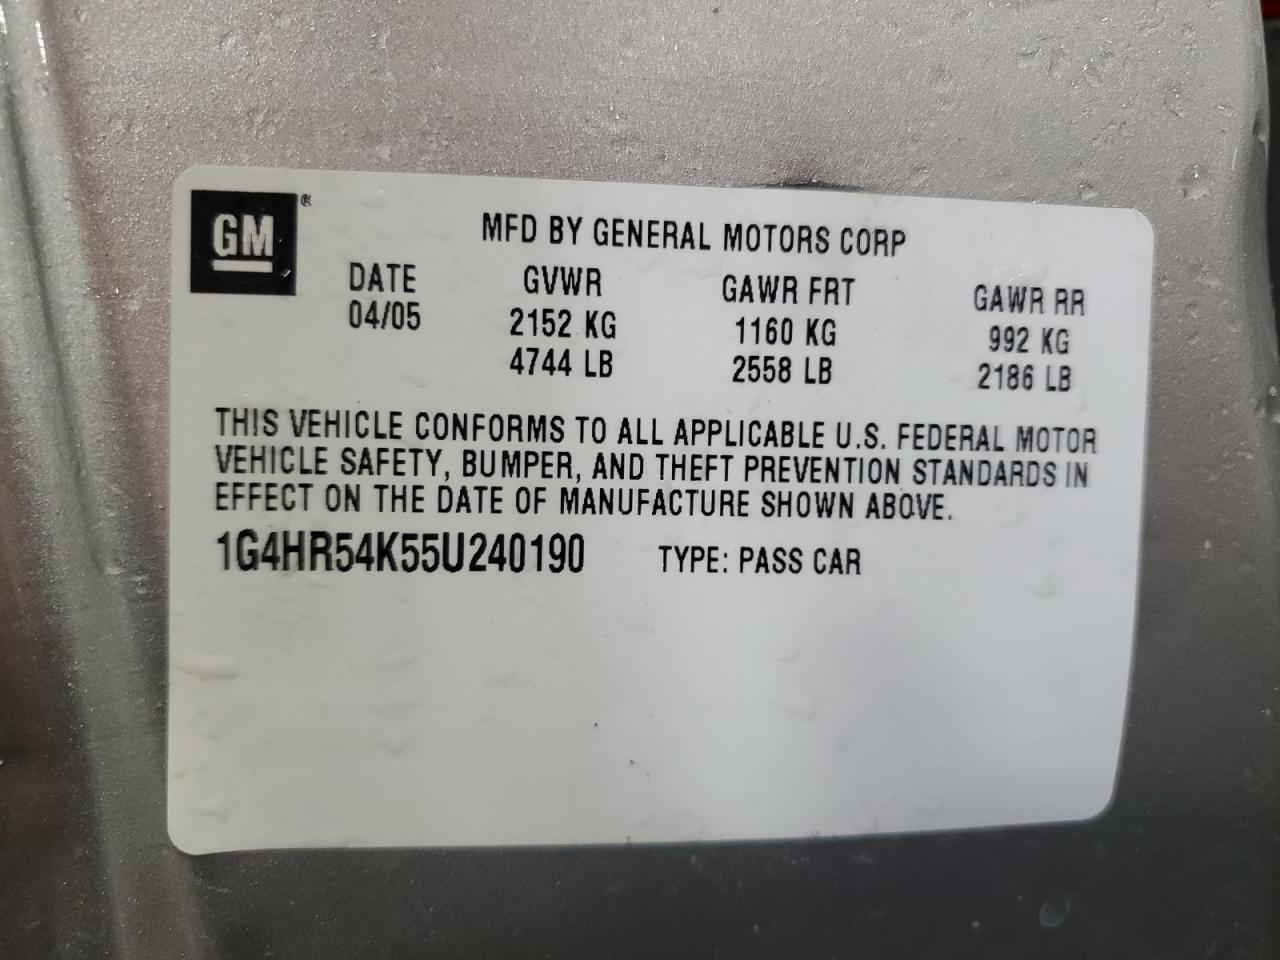 GM®
MFD BY GENERAL MOTORS CORP
DATE GVWR GAWR FRT GAWR RR
04/05 2152 KG 1160 KG 992 KG
4744 LB 2558 LB 2186 LB
THIS VEHICLE CONFORMS TO ALL APPLICABLE U.S. FEDERAL MOTOR
VEHICLE SAFETY, BUMPER, AND THEFT PREVENTION STANDARDS IN
EFFECT ON THE DATE OF MANUFACTURE SHOWN ABOVE.
1G4HR54K55U240190 TYPE: PASS CAR